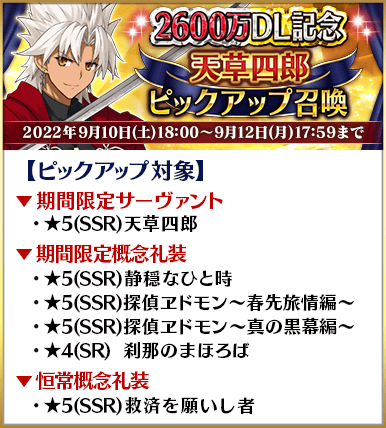 2600万DL記念
天草四郎
ピックアップ召喚
2022年9月10日(土)18:00～9月12日(月)17:59まで
【ピックアップ対象】
▼期間限定サーヴァント
・★5(SSR)天草四郎
▼期間限定概念礼装
・★5(SSR)静穏なひと時
・★5(SSR)探偵ヱドモン～春先旅情編～
・★5(SSR)探偵ヱドモン～真の黒幕編～
・★4(SR) 刹那のまほろば
▼恒常概念礼装
・★5(SSR)救済を願いし者